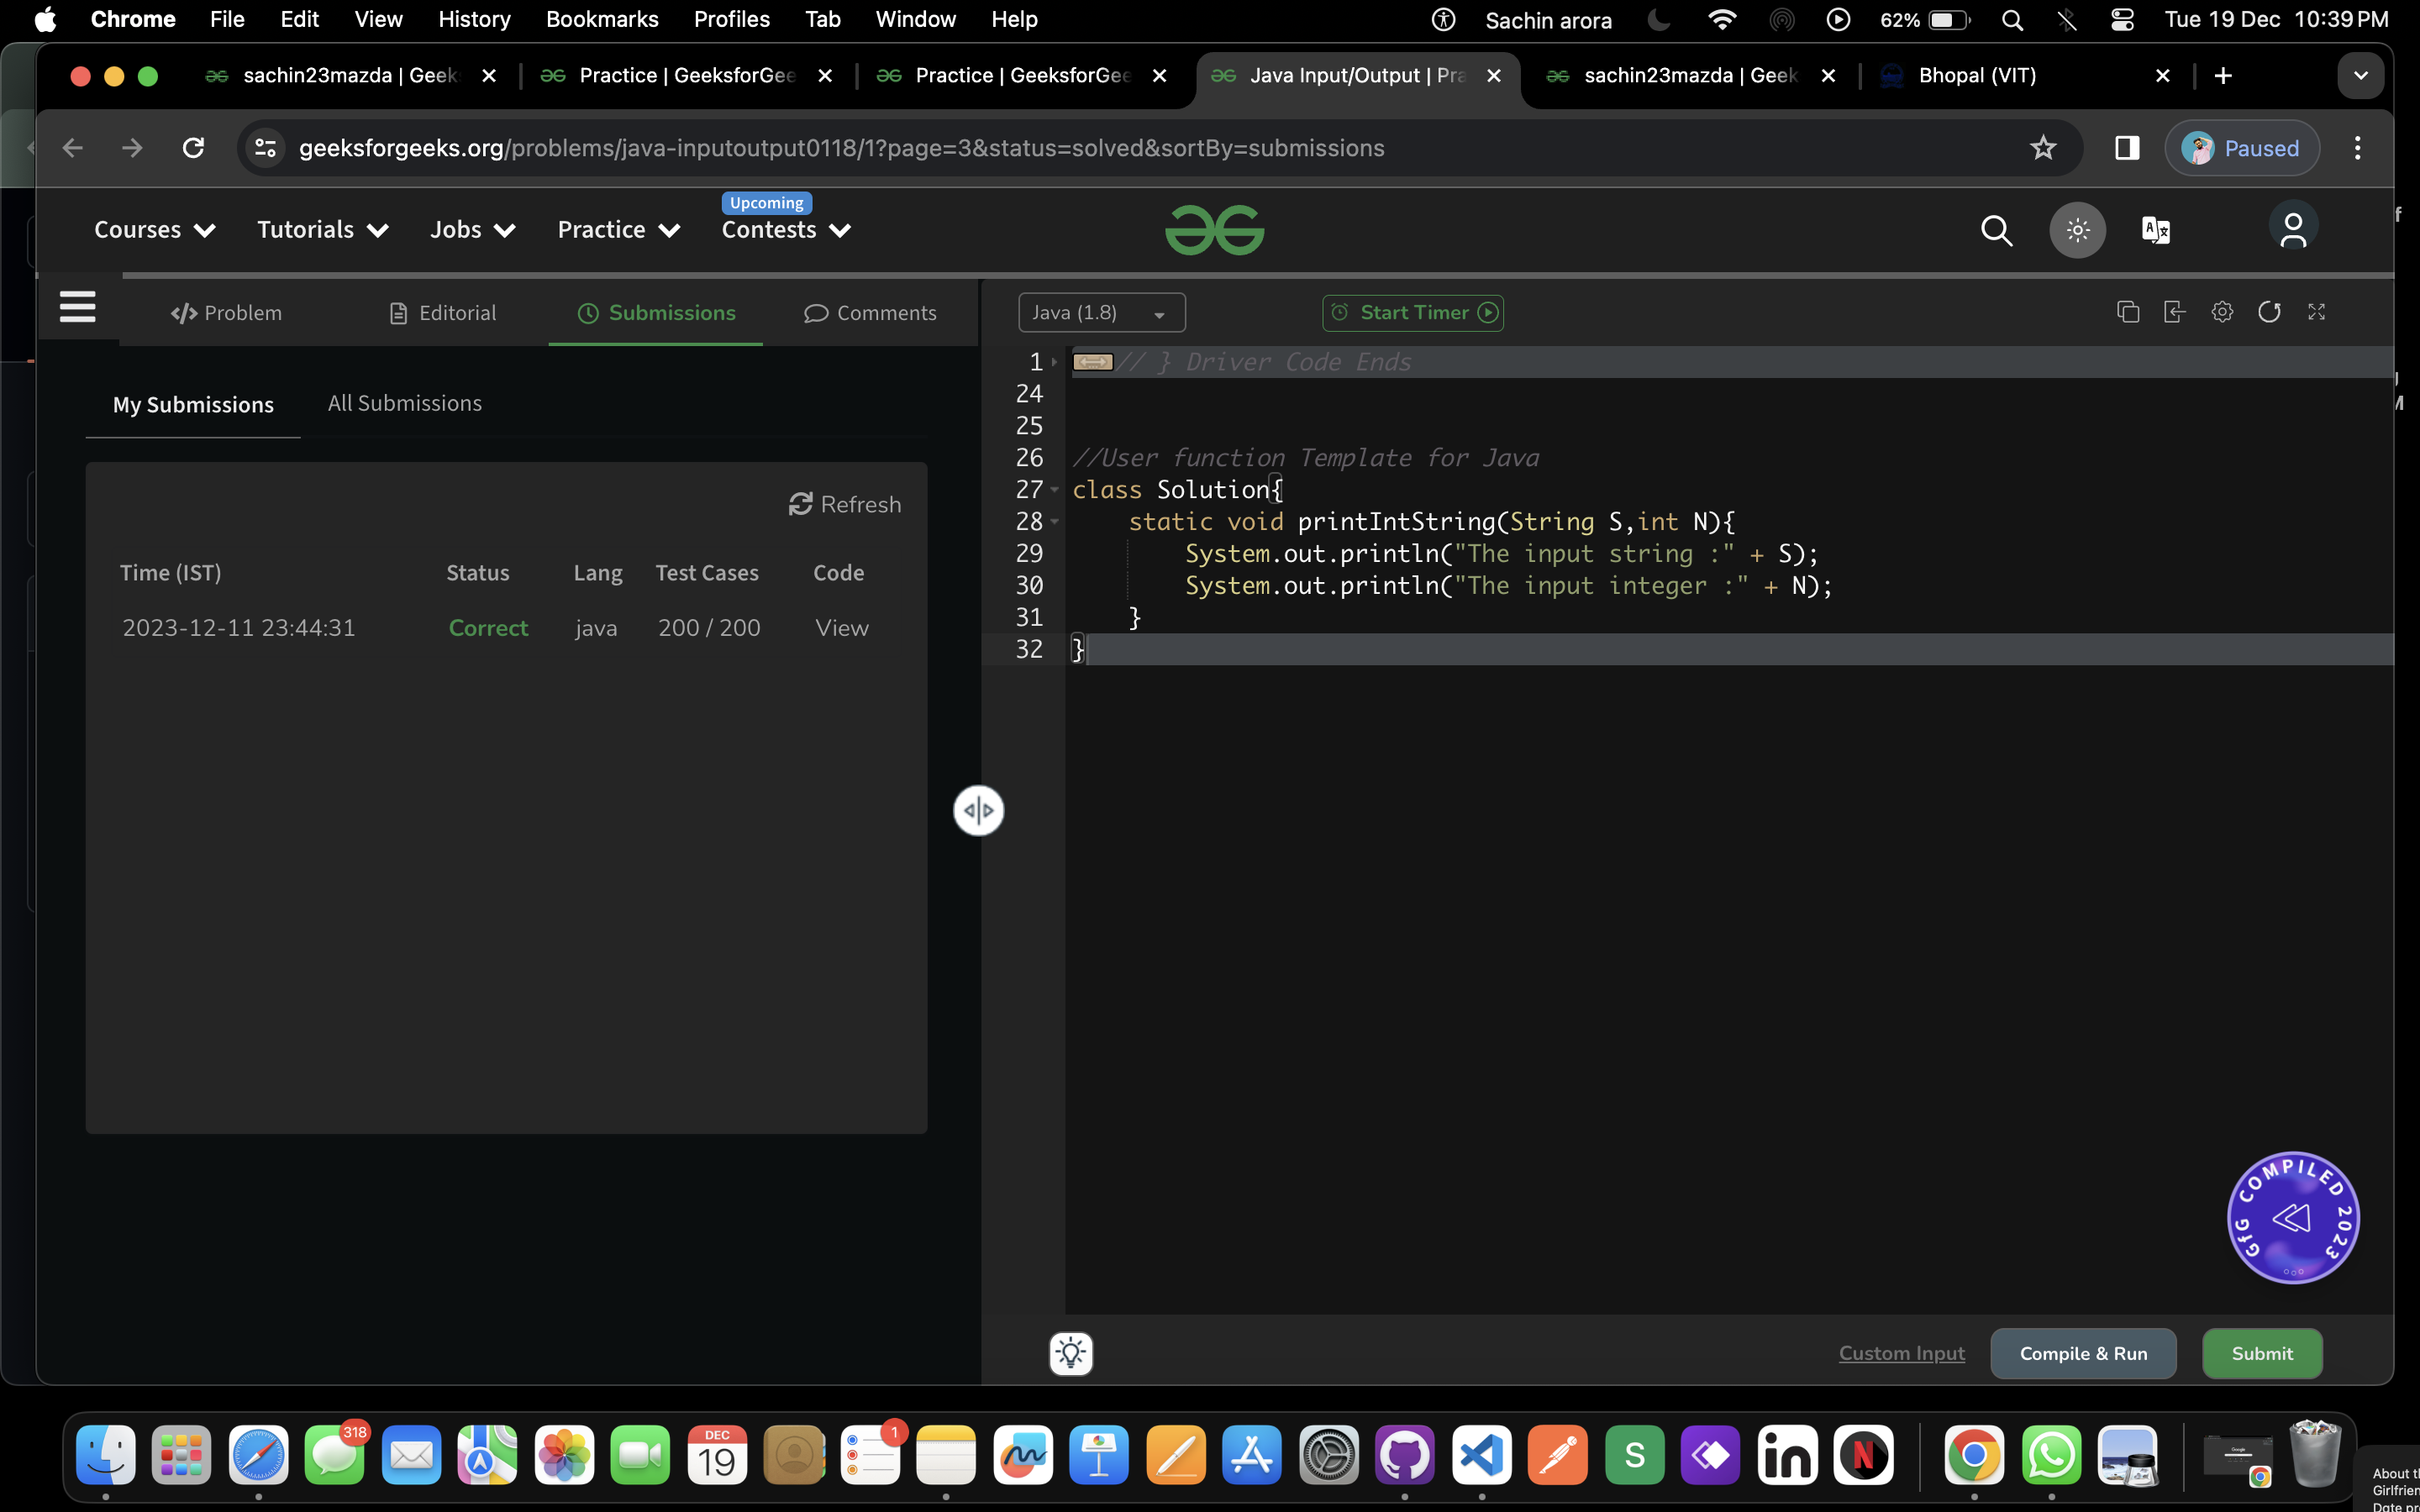 Chrome File Edit View History Bookmarks Profiles Tab Window Help Sachin arora 62% Tue 19 Dec 10:39 PM
sachin23mazda | Geek Practice | GeeksforGee Practice | GeeksforGee Java Input/Output | Pra sachin23mazda | Geek Bhopal (VIT)
geeksforgeeks.org/problems/java-inputoutput0118/1?page=3&status=solved&sortBy=submissions Paused
Upcoming
Courses Tutorials Jobs Practice Contests
</> Problem Editorial Submissions Comments
My Submissions All Submissions
Refresh
Time (IST) Status Lang Test Cases Code
2023-12-11 23:44:31 Correct java 200 / 200 View
Java (1.8) Start Timer
1 // } Driver Code Ends
24
25
26 //User function Template for Java
27 class Solution{
28 static void printIntString(String S,int N){
29 System.out.println("The input string :" + S);
30 System.out.println("The input integer :" + N);
31 }
32 }
GfG COMPILED 2023
Custom Input Compile & Run Submit
318
DEC
19
1
S
in
N
About t
Girlfrien
Date pr